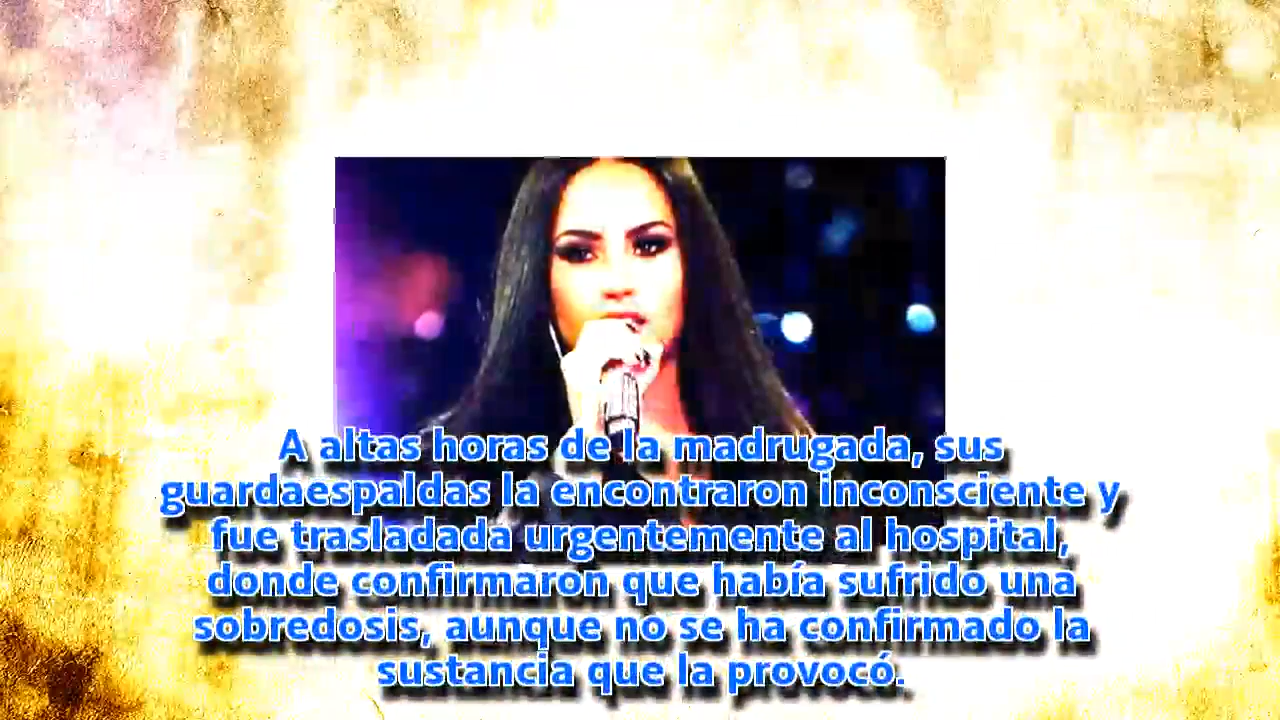 A altas horas de la madrugada, sus
guardaespaldas la encontraron inconsciente y
fue trasladada urgentemente al hospital,
donde confirmaron que había sufrido una
sobredosis, aunque no se ha confirmado la
sustancia que la provocó.